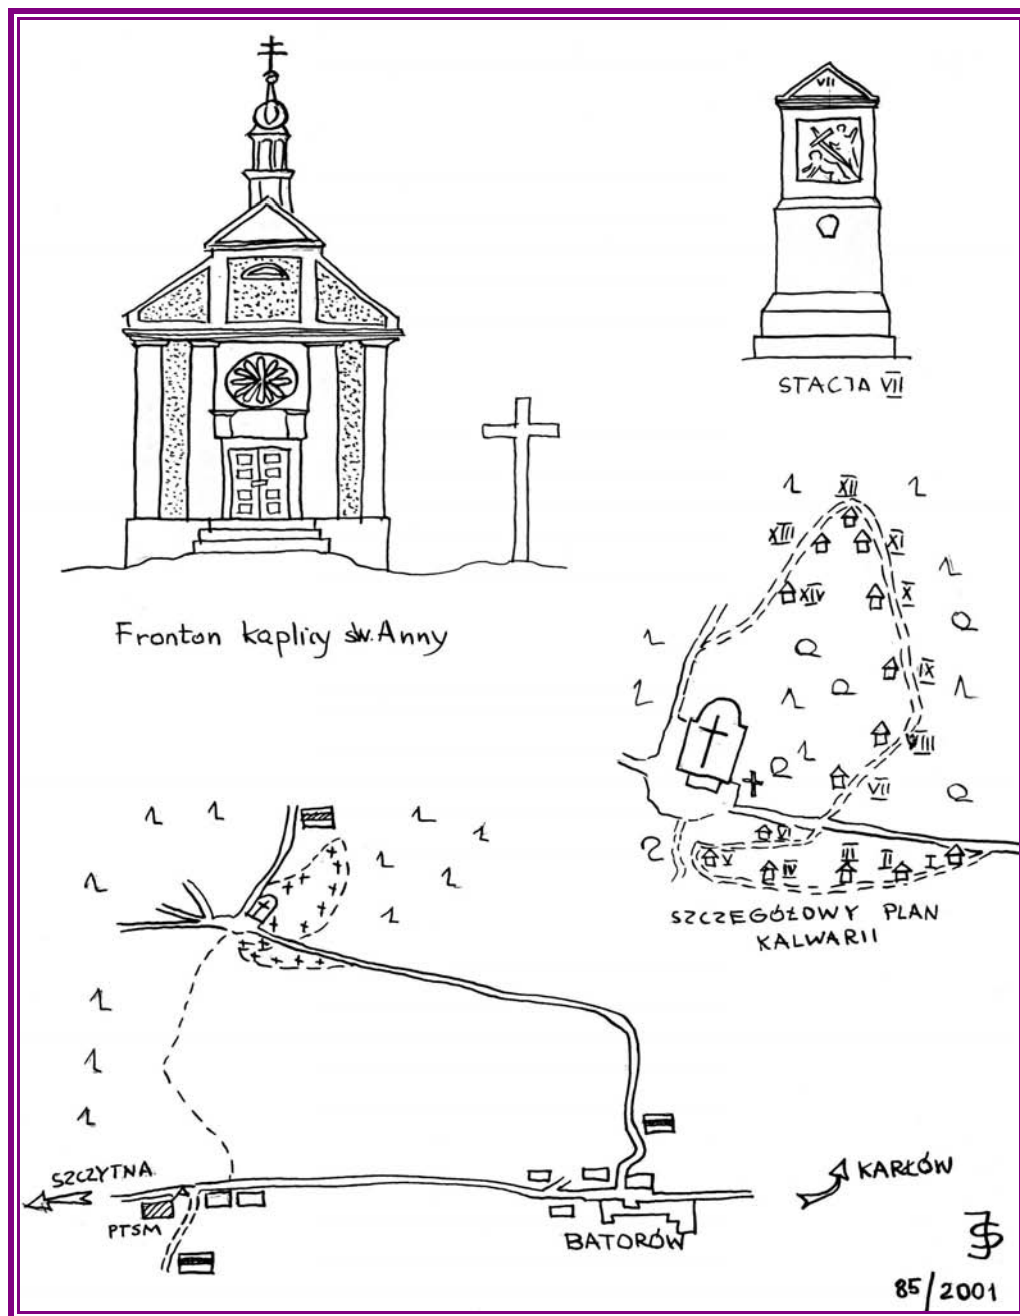 VII
STACJA VII
Fronton kaplicy św. Anny
XII
XIII
XI
XIV
X
IX
VIII
VII
VI
V
IV
III
II
I
SZCZEGÓŁOWY PLAN
KALWARII
SZCZYTNA
PTSM
BATORÓW
KARŁÓW
85/2001